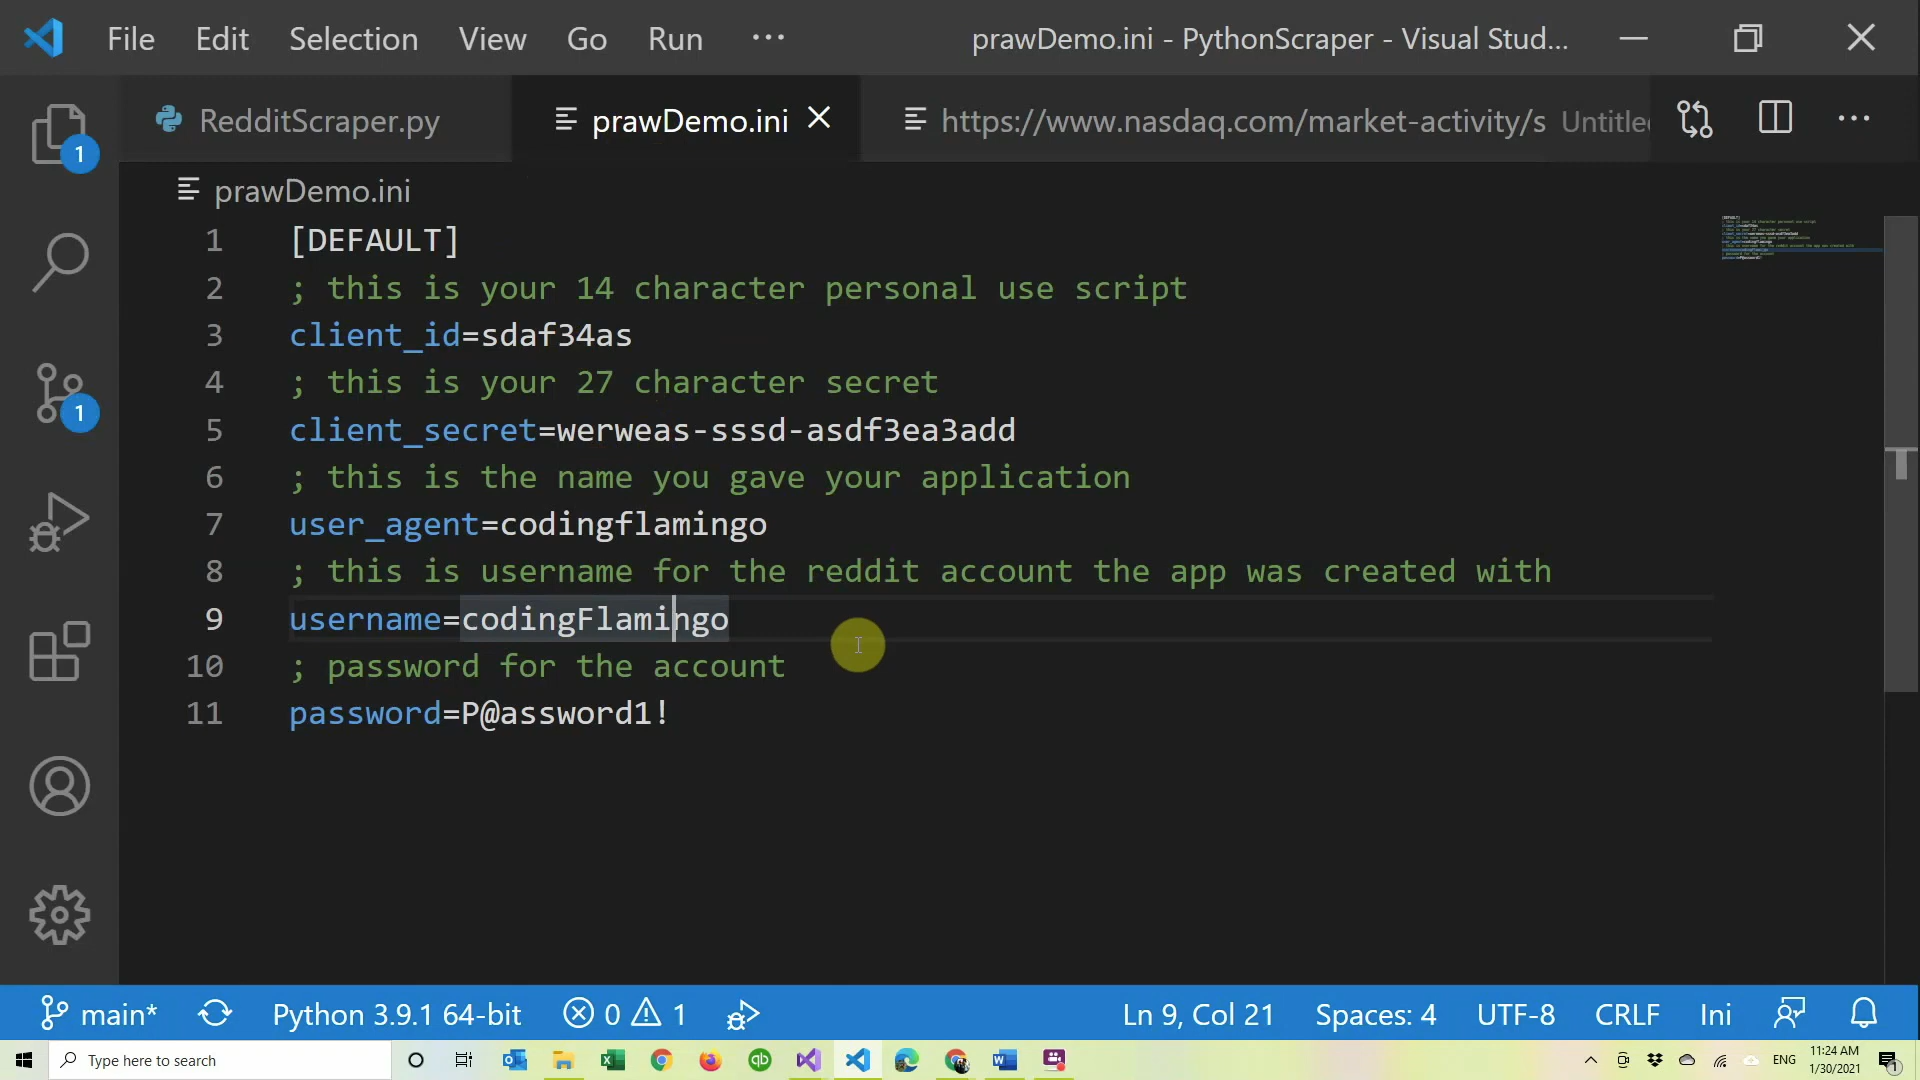 File Edit Selection View Go Run ··· prawDemo.ini - PythonScraper - Visual Stud...
RedditScraper.py prawDemo.ini https://www.nasdaq.com/market-activity/s
prawDemo.ini
1 [DEFAULT]
2 ; this is your 14 character personal use script
3 client_id=sdaf34as
4 ; this is your 27 character secret
5 client_secret=werweas-sssd-asdf3ea3add
6 ; this is the name you gave your application
7 user_agent=codingflamingo
8 ; this is username for the reddit account the app was created with
9 username=codingFlamingo
10 ; password for the account
11 password=P@assword1!
1
1
main* Python 3.9.1 64-bit 0 1 Ln 9, Col 21 Spaces: 4 UTF-8 CRLF Ini
Type here to search ENG 11:24 AM
1/30/2021